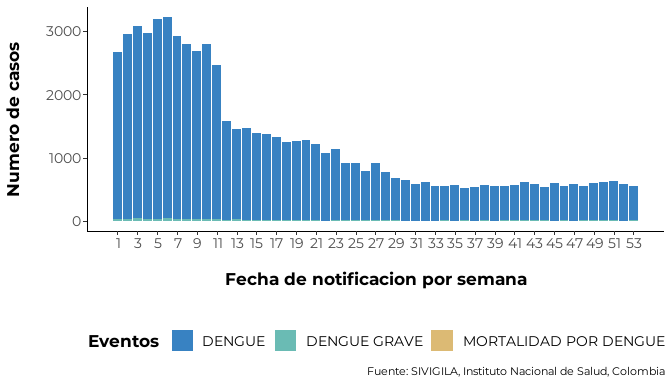 Numero de casos
3000
2000
1000
0
1 3 5 7 9 11 13 15 17 19 21 23 25 27 29 31 33 35 37 39 41 43 45 47 49 51 53
Fecha de notificacion por semana
Eventos DENGUE DENGUE GRAVE MORTALIDAD POR DENGUE
Fuente: SIVIGILA, Instituto Nacional de Salud, Colombia